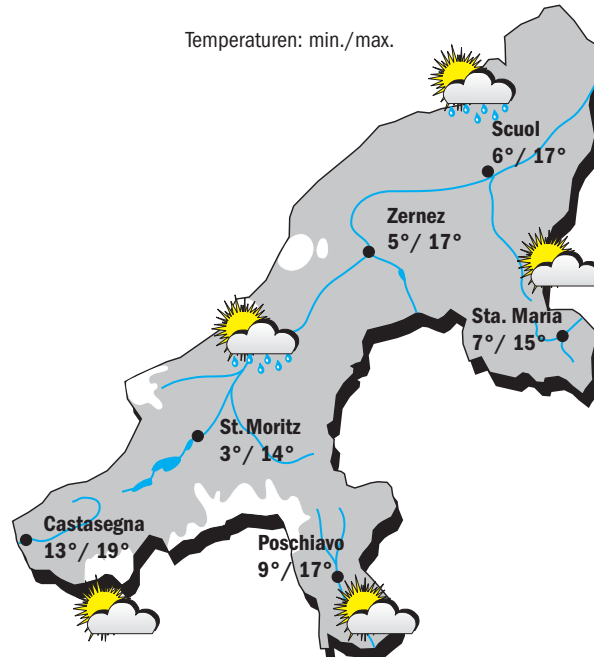 Temperaturen: min./max.
Scuol
6°/ 17°
Zernez
5°/ 17°
Sta. Maria
7°/ 15°
St. Moritz
3°/ 14°
Castasegna
13°/ 19°
Poschiavo
9°/ 17°